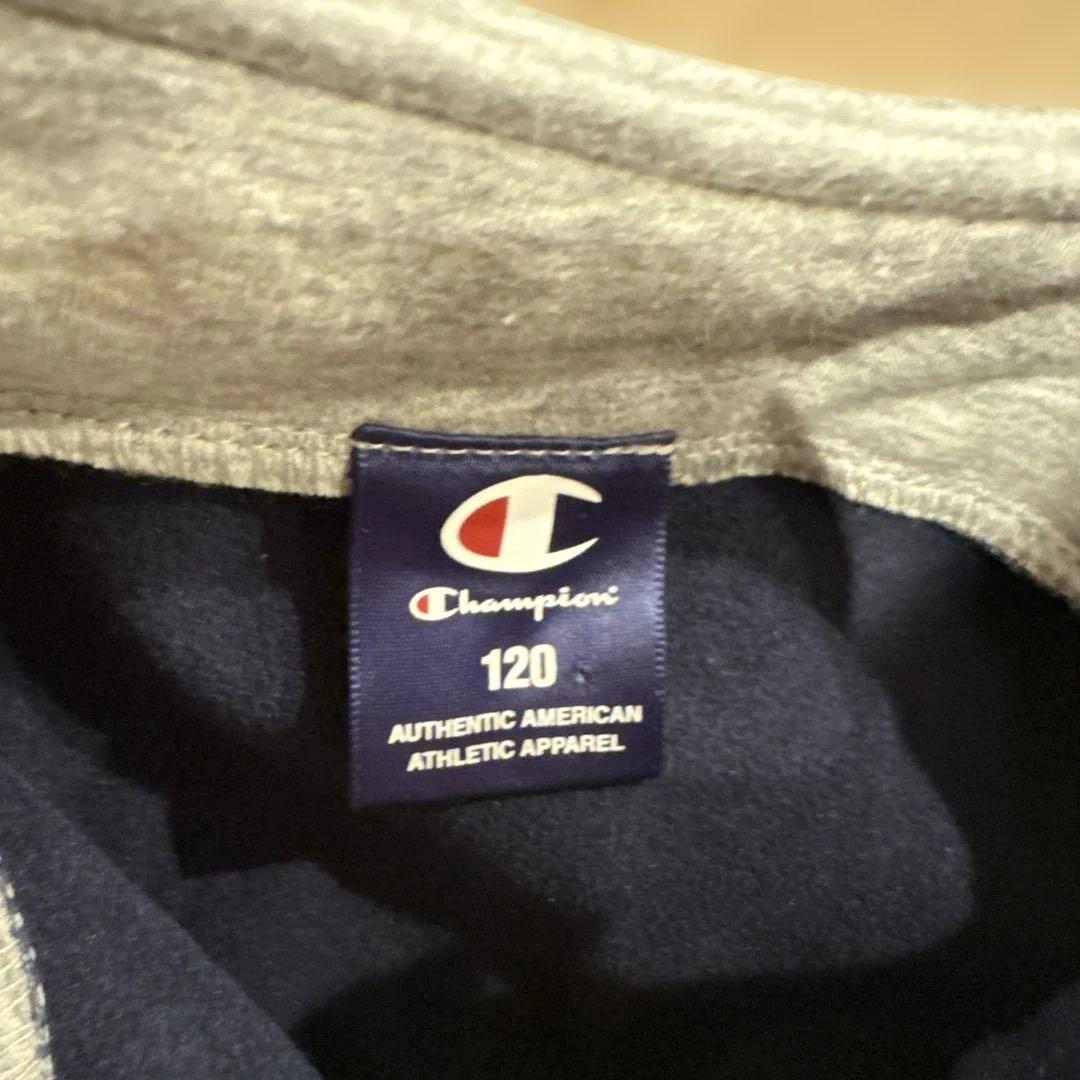 Champion
120
AUTHENTIC AMERICAN
ATHLETIC APPAREL